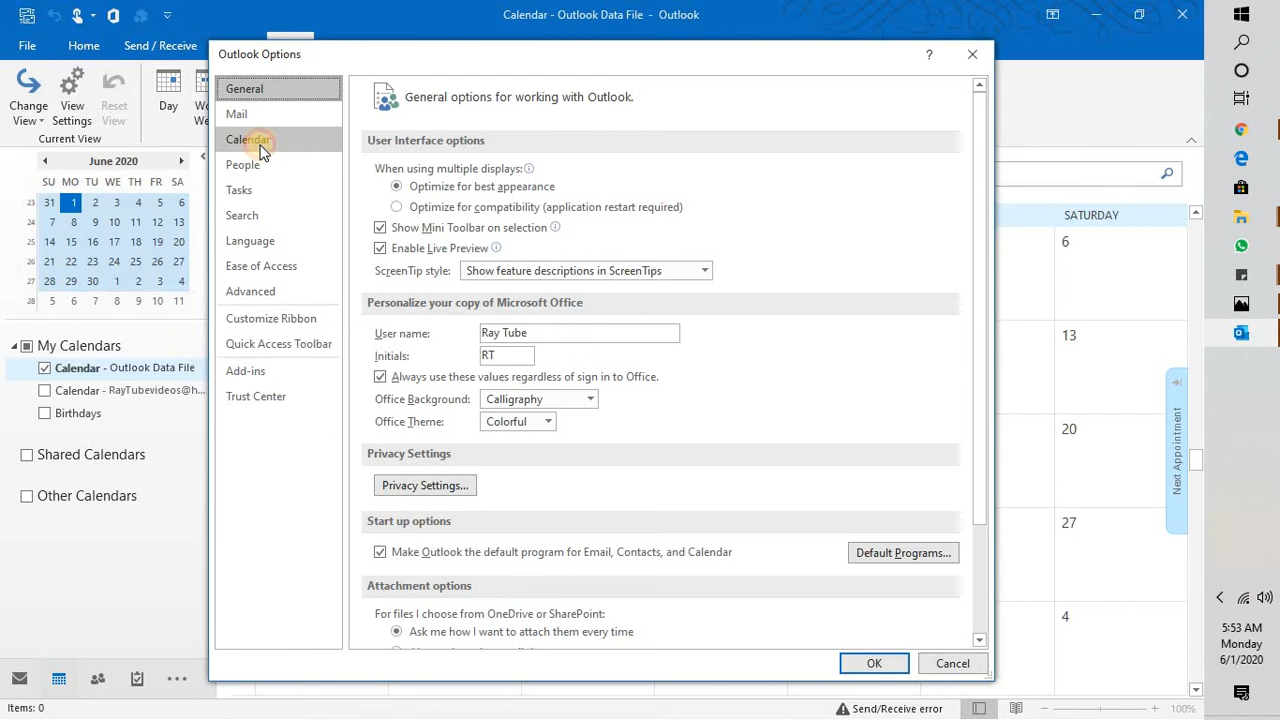 Calendar - Outlook Data File - Outlook
File Home Send / Receive
Outlook Options
General
Mail
Calendar
People
Tasks
Search
Language
Ease of Access
Advanced
Customize Ribbon
Quick Access Toolbar
Add-ins
Trust Center
General options for working with Outlook.
User Interface options
When using multiple displays:
Optimize for best appearance
Optimize for compatibility (application restart required)
Show Mini Toolbar on selection
Enable Live Preview
ScreenTip style: Show feature descriptions in ScreenTips
Personalize your copy of Microsoft Office
User name: Ray Tube
Initials: RT
Always use these values regardless of sign in to Office.
Office Background: Calligraphy
Office Theme: Colorful
Privacy Settings
Privacy Settings...
Start up options
Make Outlook the default program for Email, Contacts, and Calendar
Default Programs...
Attachment options
For files I choose from OneDrive or SharePoint:
Ask me how I want to attach them every time
OK Cancel
Change View
View Settings
Reset View
Day
Current View
June 2020
SU MO TU WE TH FR SA
23 31 1 2 3 4 5 6
24 7 8 9 10 11 12 13
25 14 15 16 17 18 19 20
26 21 22 23 24 25 26 27
27 28 29 30 1 2 3 4
28 5 6 7 8 9 10 11
My Calendars
Calendar - Outlook Data File
Calendar - RayTubevideos@h...
Birthdays
Shared Calendars
Other Calendars
SATURDAY
6
13
20
27
4
Next Appointment
Items: 0
Send/Receive error
100%
5:53 AM
Monday
6/1/2020